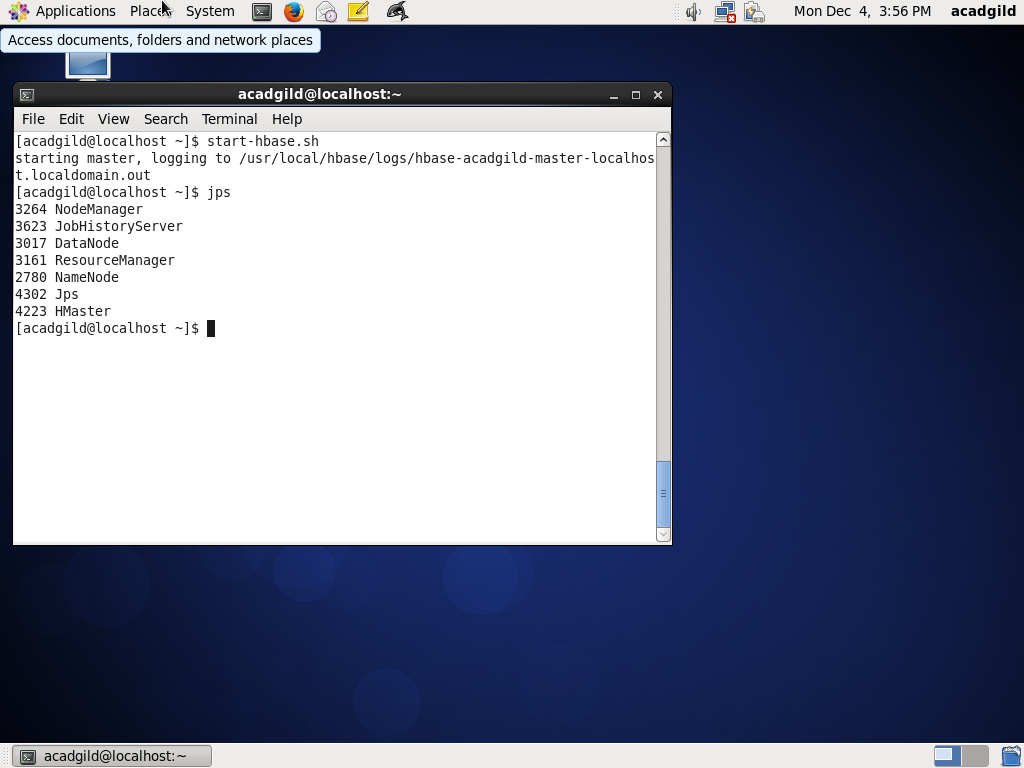 Applications Places System Mon Dec 4, 3:56 PM acadgild
Access documents, folders and network places
acadgild@localhost:~
File Edit View Search Terminal Help
[acadgild@localhost ~]$ start-hbase.sh
starting master, logging to /usr/local/hbase/logs/hbase-acadgild-master-localhos
t.localdomain.out
[acadgild@localhost ~]$ jps
3264 NodeManager
3623 JobHistoryServer
3017 DataNode
3161 ResourceManager
2780 NameNode
4302 Jps
4223 HMaster
[acadgild@localhost ~]$
acadgild@localhost:~